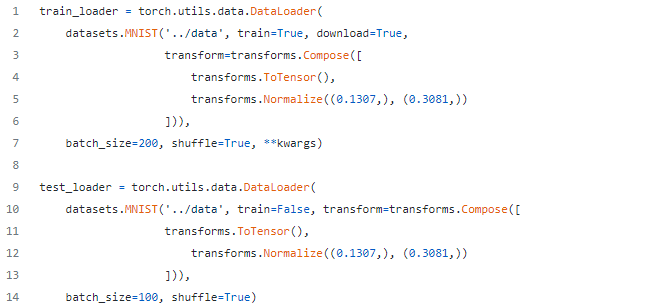 1 train_loader = torch.utils.data.DataLoader(
2     datasets.MNIST('../data', train=True, download=True,
3                    transform=transforms.Compose([
4                        transforms.ToTensor(),
5                        transforms.Normalize((0.1307,), (0.3081,))
6                    ])),
7     batch_size=200, shuffle=True, **kwargs)
8
9 test_loader = torch.utils.data.DataLoader(
10     datasets.MNIST('../data', train=False, transform=transforms.Compose([
11                    transforms.ToTensor(),
12                        transforms.Normalize((0.1307,), (0.3081,))
13                    ])),
14     batch_size=100, shuffle=True)